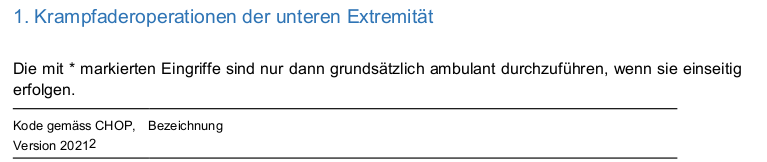 1. Krampfaderoperationen der unteren Extremität
Die mit * markierten Eingriffe sind nur dann grundsätzlich ambulant durchzuführen, wenn sie einseitig
erfolgen.
Kode gemäss CHOP, Bezeichnung
Version 2021²